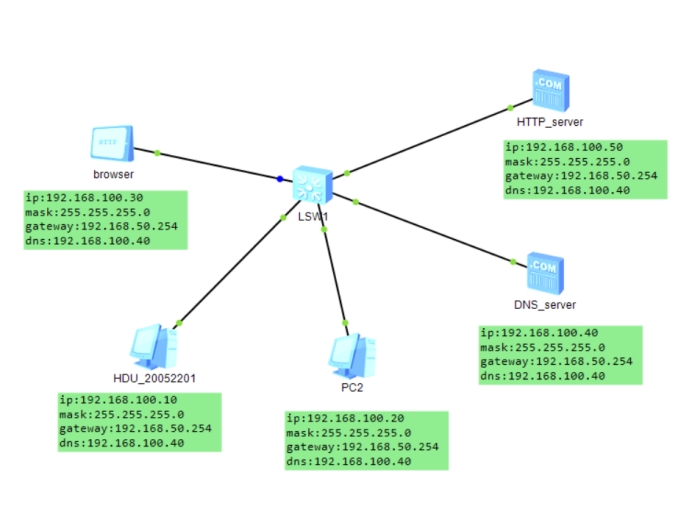 .COM
HTTP_server
ip:192.168.100.50
mask:255.255.255.0
gateway:192.168.50.254
dns:192.168.100.40
HTTP
browser
ip:192.168.100.30
mask:255.255.255.0
gateway:192.168.50.254
dns:192.168.100.40
LSW1
.COM
DNS_server
ip:192.168.100.40
mask:255.255.255.0
gateway:192.168.50.254
dns:192.168.100.40
HDU_20052201
ip:192.168.100.10
mask:255.255.255.0
gateway:192.168.50.254
dns:192.168.100.40
PC2
ip:192.168.100.20
mask:255.255.255.0
gateway:192.168.50.254
dns:192.168.100.40